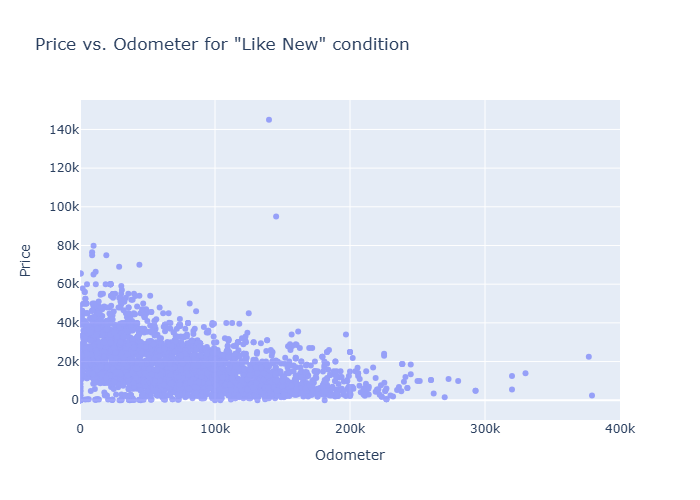 Price vs. Odometer for "Like New" condition
140k
120k
100k
80k
60k
40k
20k
0
Price
0
100k
200k
300k
400k
Odometer